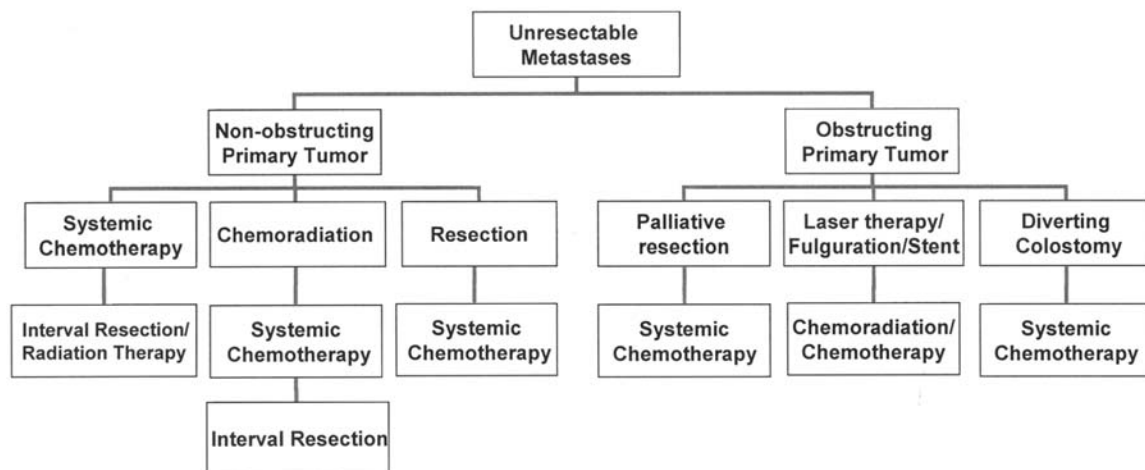 Unresectable
Metastases
Non-obstructing
Primary Tumor
Obstructing
Primary Tumor
Systemic
Chemotherapy
Chemoradiation
Resection
Palliative
resection
Laser therapy/
Fulguration/Stent
Diverting
Colostomy
Interval Resection/
Radiation Therapy
Systemic
Chemotherapy
Systemic
Chemotherapy
Systemic
Chemotherapy
Chemoradiation/
Chemotherapy
Systemic
Chemotherapy
Interval Resection